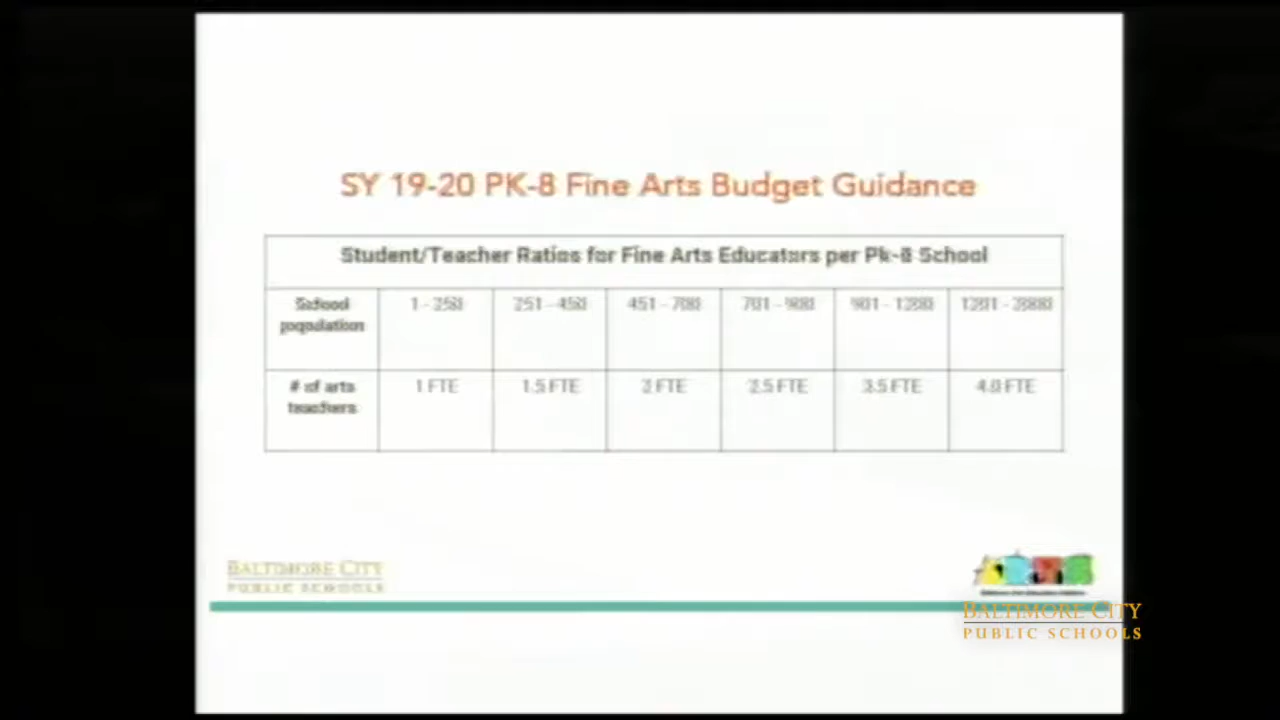 SY 19-20 PK-8 Fine Arts Budget Guidance
Student/Teacher Ratios for Fine Arts Educators per Pk-8 School
School population
1 - 250
251 - 450
451 - 700
701 - 900
901 - 1200
1201 - 2000
# of arts teachers
1 FTE
1.5 FTE
2 FTE
2.5 FTE
3.5 FTE
4.0 FTE
BALTIMORE CITY
PUBLIC SCHOOLS
ARTS
BALTIMORE CITY
PUBLIC SCHOOLS